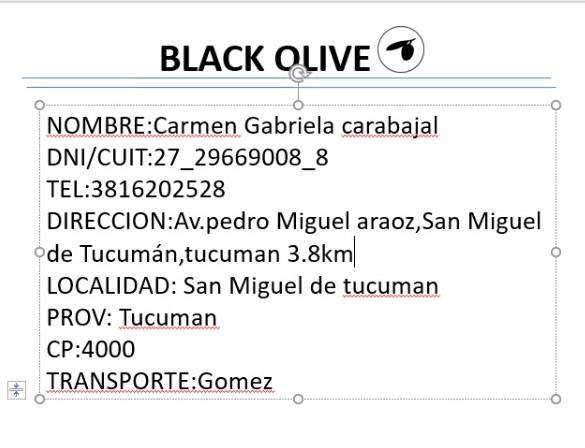 BLACK OLIVE
NOMBRE:Carmen Gabriela carabajal
DNI/CUIT:27_29669008_8
TEL:3816202528
DIRECCION:Av.pedro Miguel araoz,San Miguel
de Tucumán,tucuman 3.8km
LOCALIDAD: San Miguel de tucuman
PROV: Tucuman
CP:4000
TRANSPORTE:Gomez